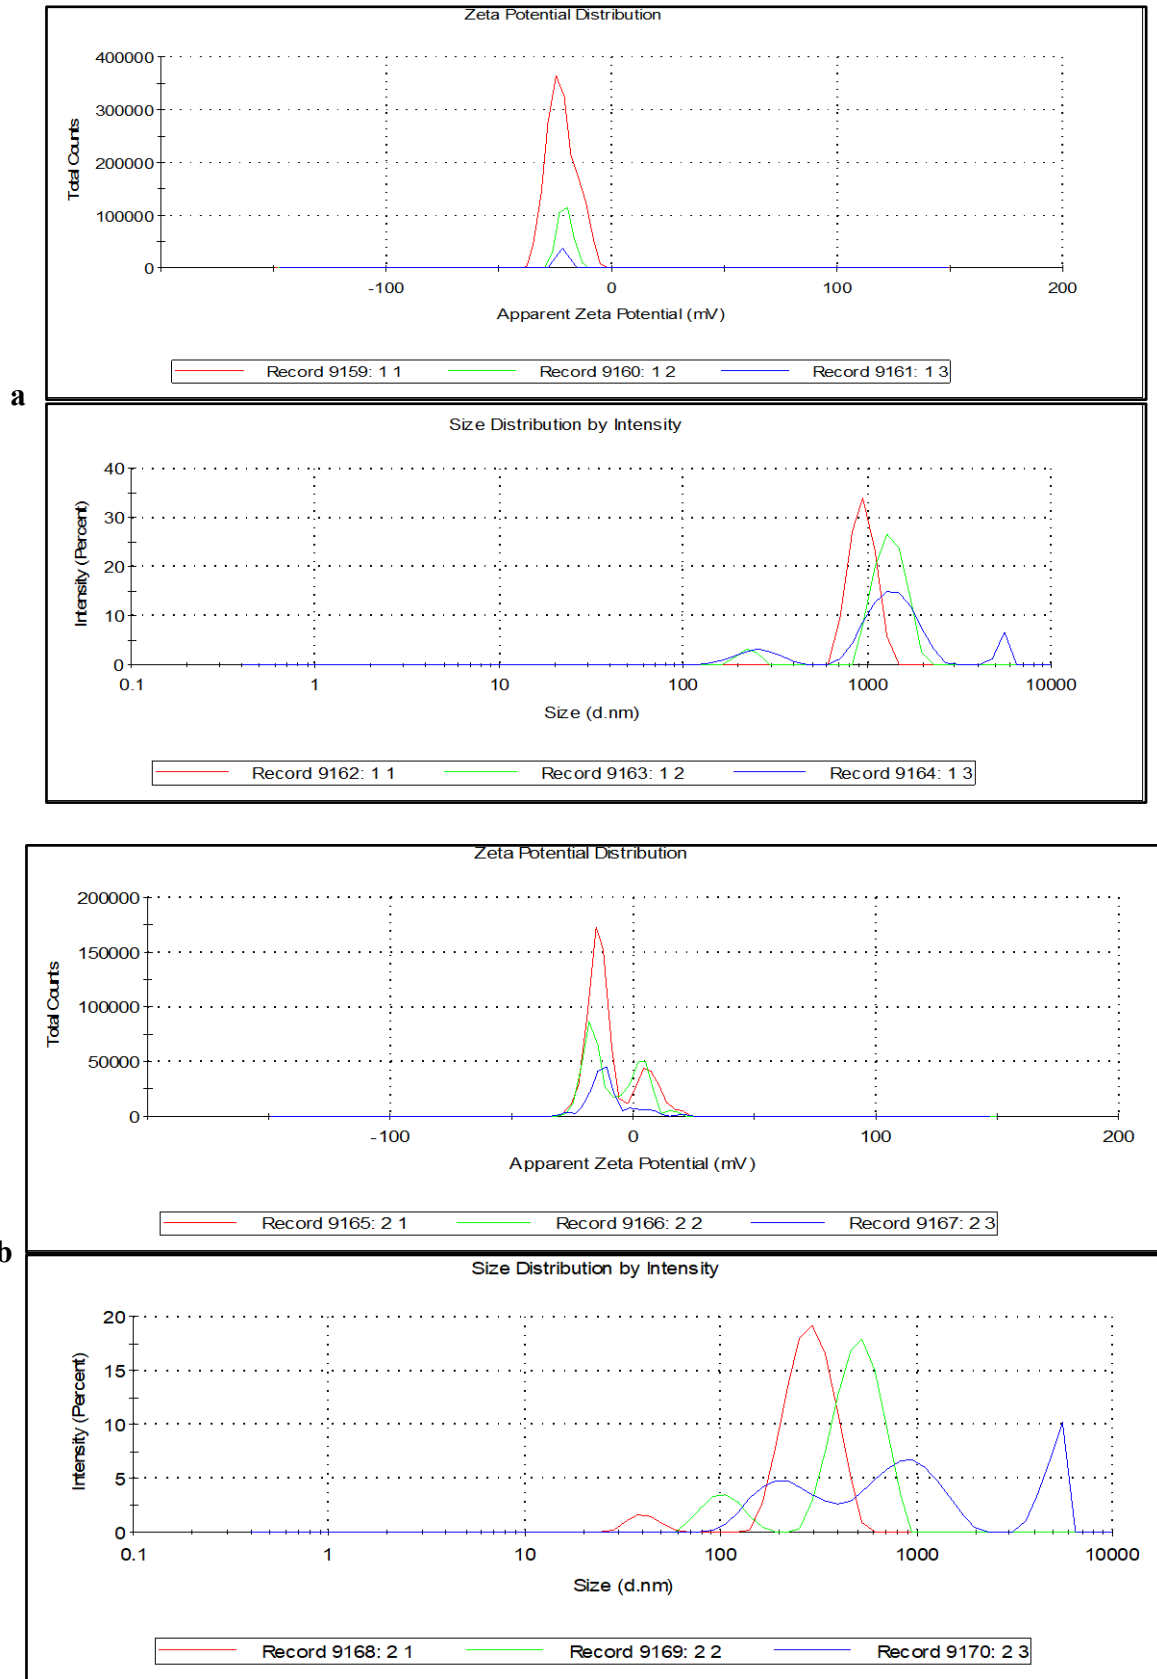 Zeta Potential Distribution
400000
300000
200000
100000
0
Total Counts
-100 0 100 200
Apparent Zeta Potential (mV)
Record 9159: 1 1 Record 9160: 1 2 Record 9161: 1 3
a
Size Distribution by Intensity
40
30
20
10
0
Intensity (Percent)
0.1 1 10 100 1000 10000
Size (d.nm)
Record 9162: 1 1 Record 9163: 1 2 Record 9164: 1 3
Zeta Potential Distribution
200000
150000
100000
50000
0
Total Counts
-100 0 100 200
Apparent Zeta Potential (mV)
Record 9165: 2 1 Record 9166: 2 2 Record 9167: 2 3
b
Size Distribution by Intensity
20
15
10
5
0
Intensity (Percent)
0.1 1 10 100 1000 10000
Size (d.nm)
Record 9168: 2 1 Record 9169: 2 2 Record 9170: 2 3